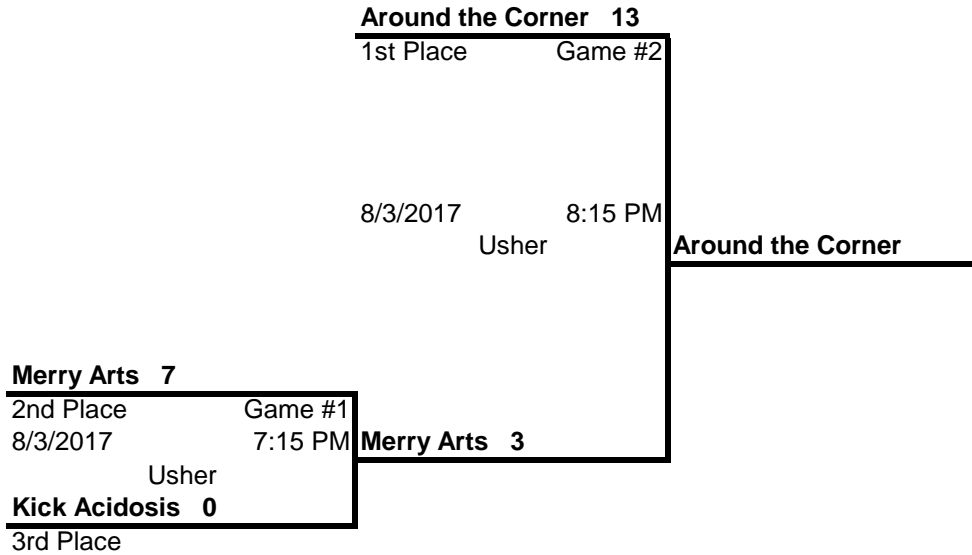 Around the Corner 13
1st Place Game #2
8/3/2017 8:15 PM
Usher
Around the Corner
Merry Arts 7
2nd Place Game #1
8/3/2017 7:15 PM
Merry Arts 3
Usher
Kick Acidosis 0
3rd Place